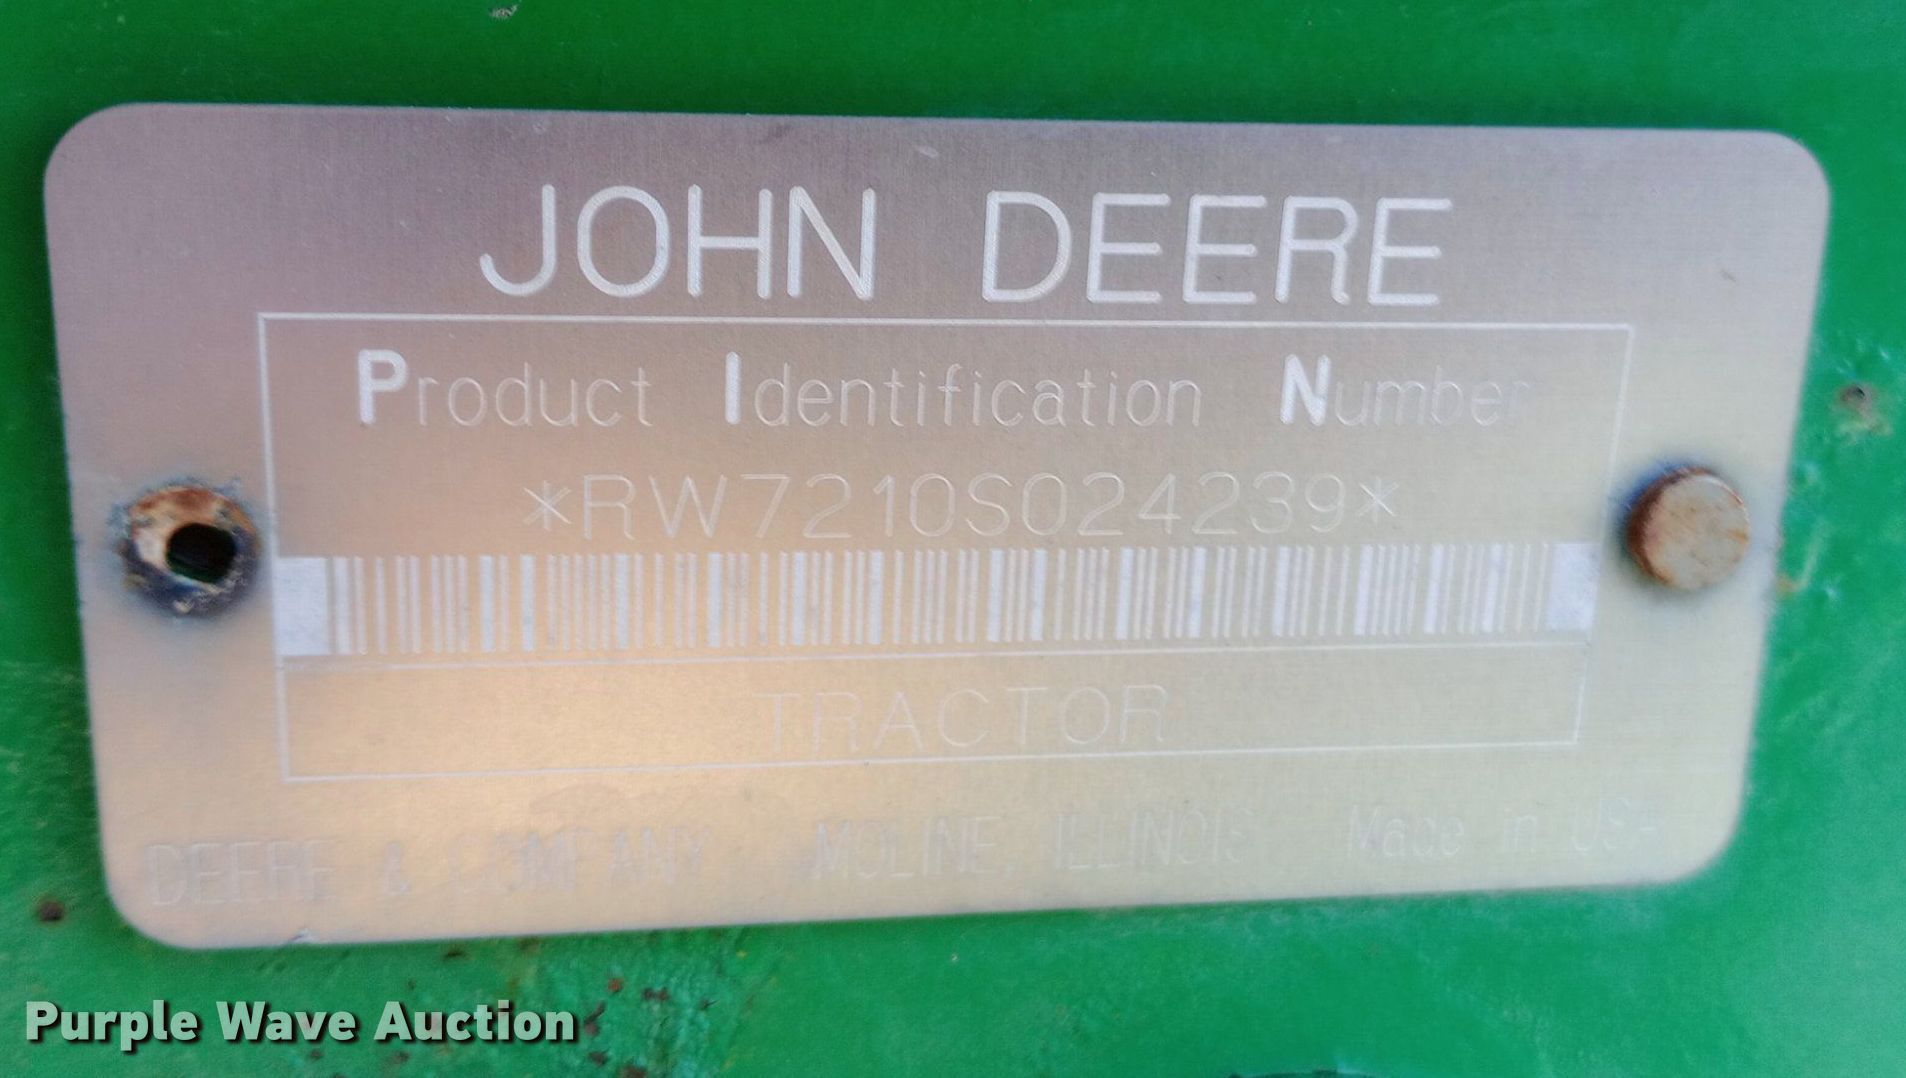 JOHN DEERE
Product Identification Number
*RW7210S024239*
TRACTOR
DEERE & COMPANY MOLINE, ILLINOIS Made in USA
Purple Wave Auction